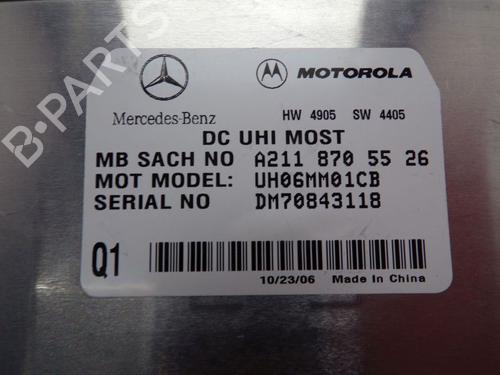 MOTOROLA
Mercedes-Benz
HW 4905 SW 4405
DC UHI MOST
MB SACH NO A211 870 55 26
MOT MODEL: UH06MM01CB
SERIAL NO DM70843118
Q1
10/23/06 Made In China
B-PARTS